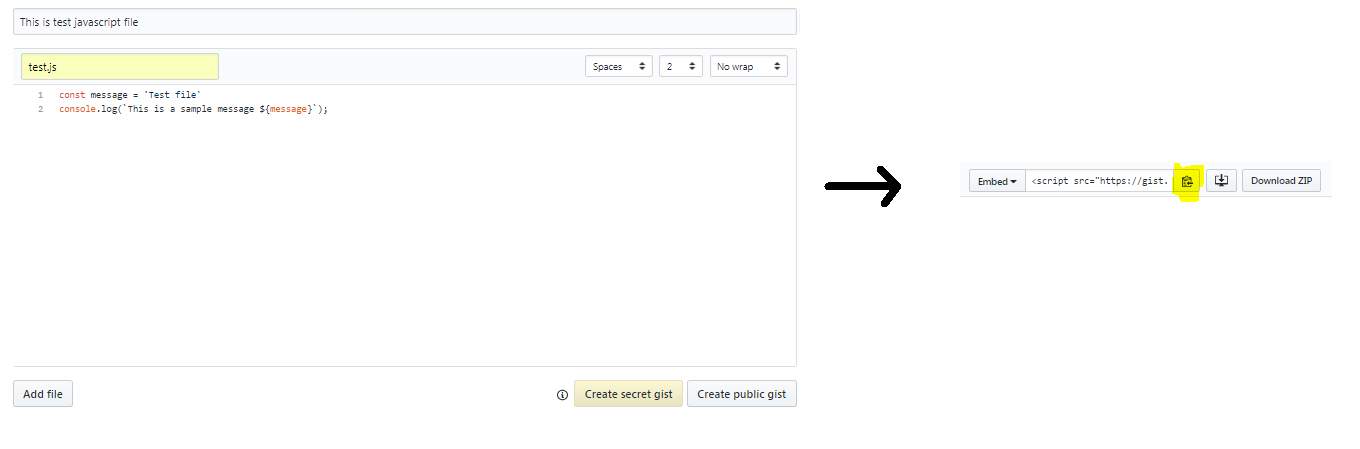 This is test javascript file
test.js
Spaces 2 No wrap
1 const message = 'Test file'
2 console.log(`This is a sample message ${message}`);
Add file Create secret gist Create public gist
Embed <script src="https://gist. Download ZIP